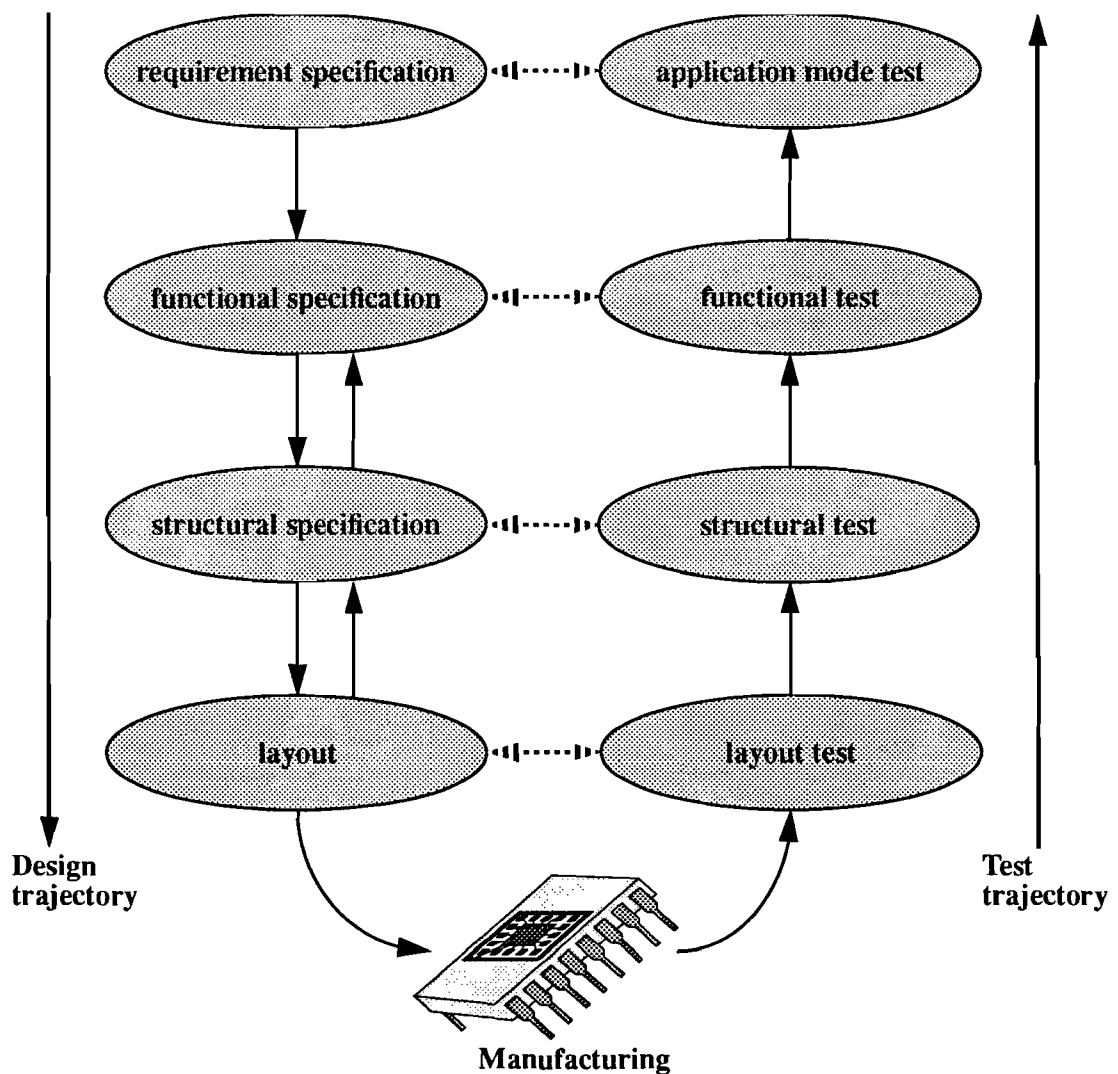 requirement specification
application mode test
functional specification
functional test
structural specification
structural test
layout
layout test
Design
trajectory
Test
trajectory
Manufacturing